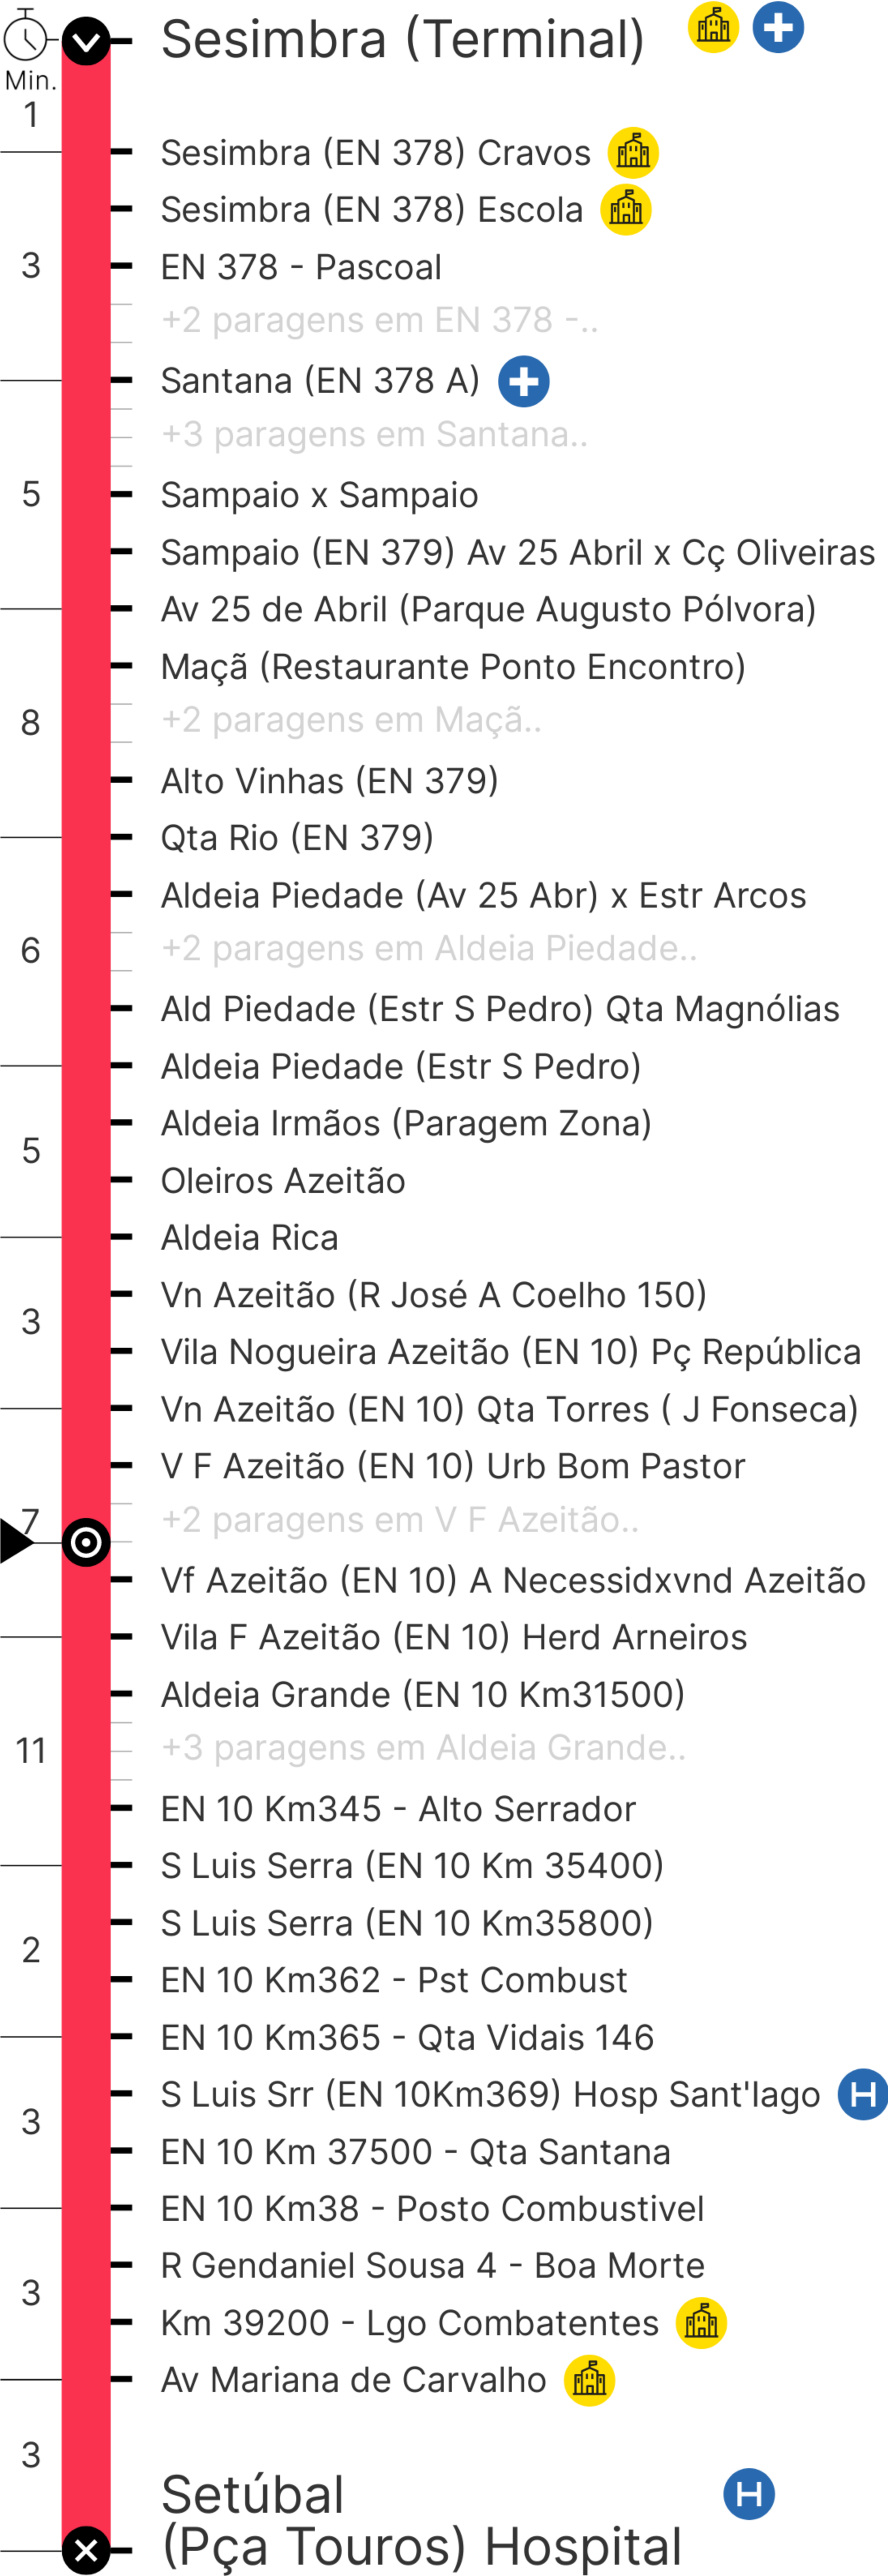 Sesimbra (Terminal)
Min.
1
Sesimbra (EN 378) Cravos
Sesimbra (EN 378) Escola
3
EN 378 - Pascoal
+2 paragens em EN 378 -..
Santana (EN 378 A)
+3 paragens em Santana..
5
Sampaio x Sampaio
Sampaio (EN 379) Av 25 Abril x Cç Oliveiras
Av 25 de Abril (Parque Augusto Pólvora)
Maçã (Restaurante Ponto Encontro)
8
+2 paragens em Maçã..
Alto Vinhas (EN 379)
Qta Rio (EN 379)
Aldeia Piedade (Av 25 Abr) x Estr Arcos
6
+2 paragens em Aldeia Piedade..
Ald Piedade (Estr S Pedro) Qta Magnólias
Aldeia Piedade (Estr S Pedro)
Aldeia Irmãos (Paragem Zona)
5
Oleiros Azeitão
Aldeia Rica
Vn Azeitão (R José A Coelho 150)
3
Vila Nogueira Azeitão (EN 10) Pç República
Vn Azeitão (EN 10) Qta Torres ( J Fonseca)
V F Azeitão (EN 10) Urb Bom Pastor
7
+2 paragens em V F Azeitão..
Vf Azeitão (EN 10) A Necessidxvnd Azeitão
Vila F Azeitão (EN 10) Herd Arneiros
Aldeia Grande (EN 10 Km31500)
11
+3 paragens em Aldeia Grande..
EN 10 Km345 - Alto Serrador
S Luis Serra (EN 10 Km 35400)
S Luis Serra (EN 10 Km35800)
2
EN 10 Km362 - Pst Combust
EN 10 Km365 - Qta Vidais 146
S Luis Srr (EN 10Km369) Hosp Sant'Iago H
3
EN 10 Km 37500 - Qta Santana
EN 10 Km38 - Posto Combustivel
R Gendaniel Sousa 4 - Boa Morte
3
Km 39200 - Lgo Combatentes
Av Mariana de Carvalho
3
Setúbal H
(Pça Touros) Hospital